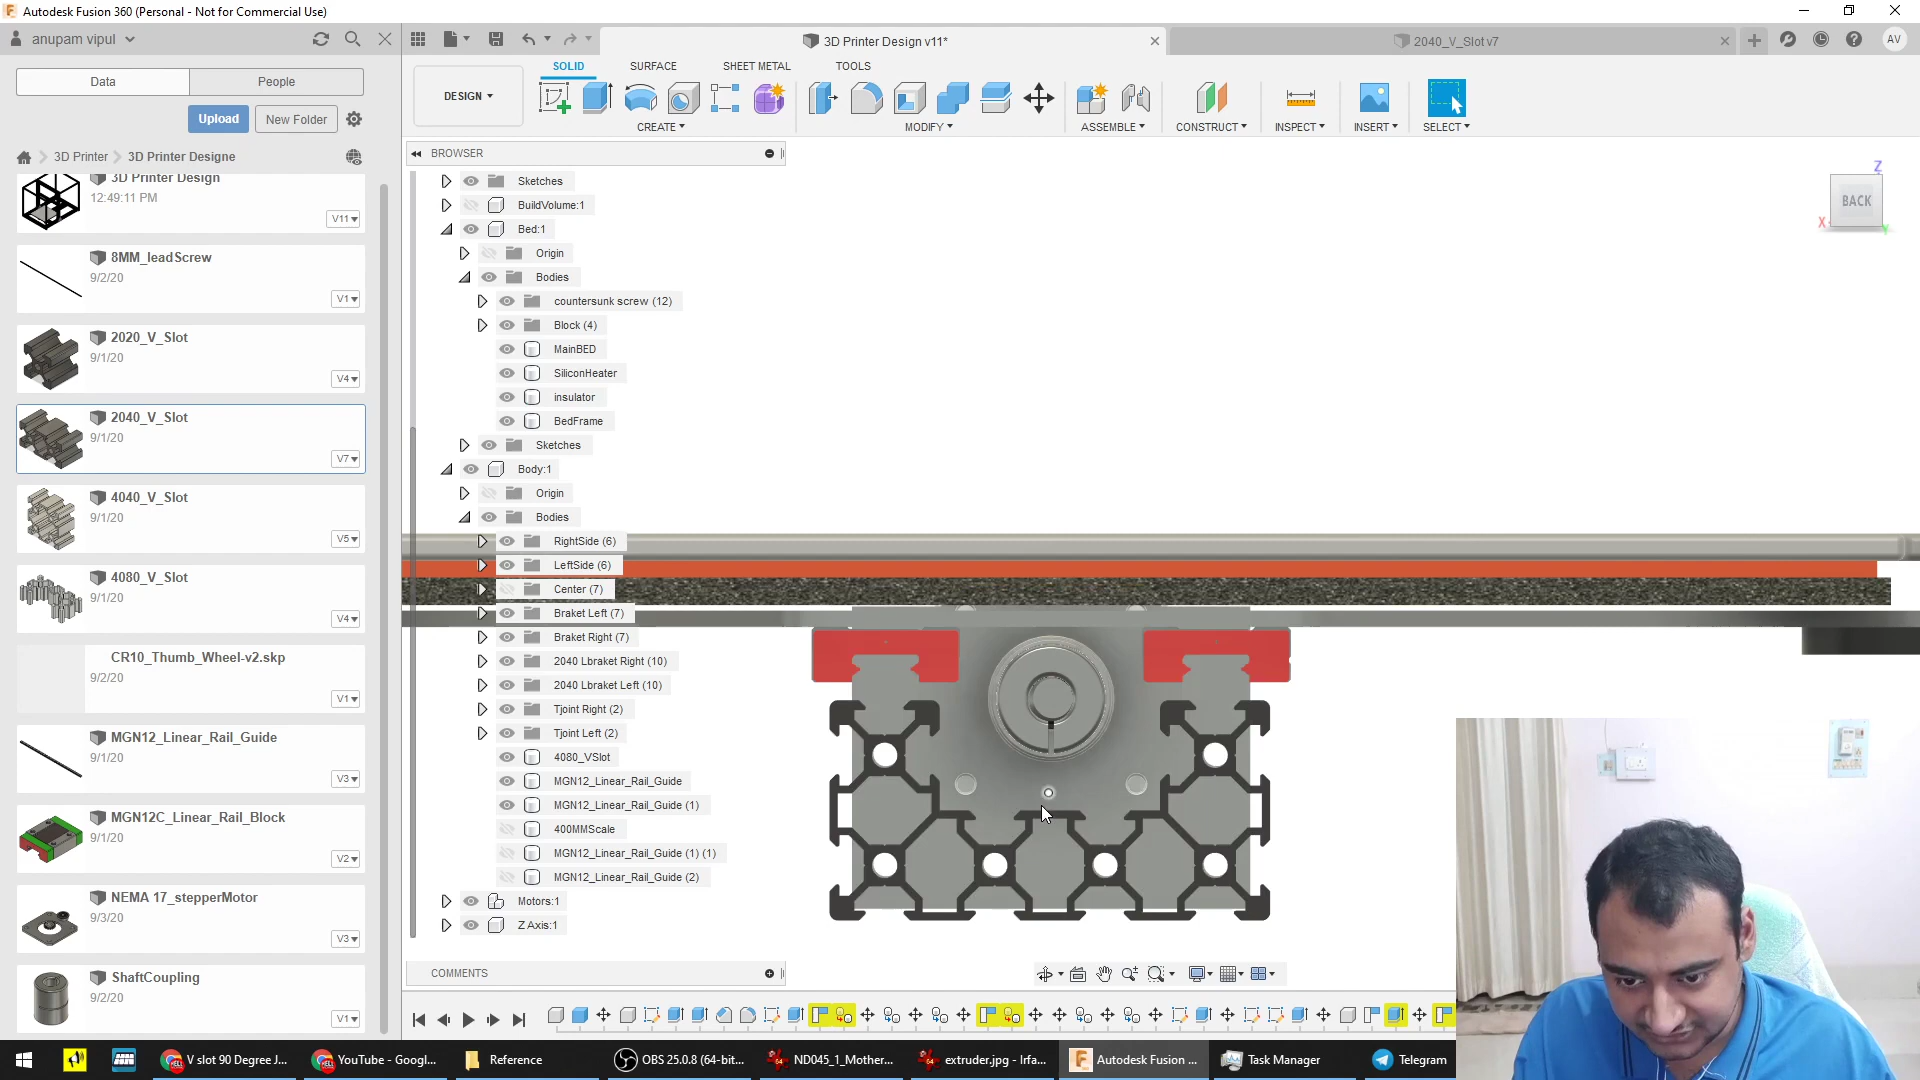 Autodesk Fusion 360 (Personal - Not for Commercial Use)
anupam vipul
3D Printer Design v11*
2040_V_Slot v7
AV
Data
People
Upload
New Folder
3D Printer
3D Printer Designe
3D Printer Design
12:49:11 PM
V11
8MM_leadScrew
9/2/20
V1
2020_V_Slot
9/1/20
V4
2040_V_Slot
9/1/20
V7
4040_V_Slot
9/1/20
V5
4080_V_Slot
9/1/20
V4
CR10_Thumb_Wheel-v2.skp
9/2/20
V1
MGN12_Linear_Rail_Guide
9/1/20
V3
MGN12C_Linear_Rail_Block
9/1/20
V2
NEMA 17_stepperMotor
9/3/20
V3
ShaftCoupling
9/2/20
V1
DESIGN
SOLID
SURFACE
SHEET METAL
TOOLS
CREATE
MODIFY
ASSEMBLE
CONSTRUCT
INSPECT
INSERT
SELECT
BROWSER
Sketches
BuildVolume:1
Bed:1
Origin
Bodies
countersunk screw (12)
Block (4)
MainBED
SiliconHeater
insulator
BedFrame
Sketches
Body:1
Origin
Bodies
RightSide (6)
LeftSide (6)
Center (7)
Braket Left (7)
Braket Right (7)
2040 Lbraket Right (10)
2040 Lbraket Left (10)
Tjoint Right (2)
Tjoint Left (2)
4080_VSlot
MGN12_Linear_Rail_Guide
MGN12_Linear_Rail_Guide (1)
400MMScale
MGN12_Linear_Rail_Guide (1) (1)
MGN12_Linear_Rail_Guide (2)
Motors:1
Z Axis:1
COMMENTS
Z
BACK
X
Y
V slot 90 Degree J...
YouTube - Googl...
Reference
OBS 25.0.8 (64-bit...
ND045_1_Mother...
extruder.jpg - Irfa...
Autodesk Fusion ...
Task Manager
Telegram